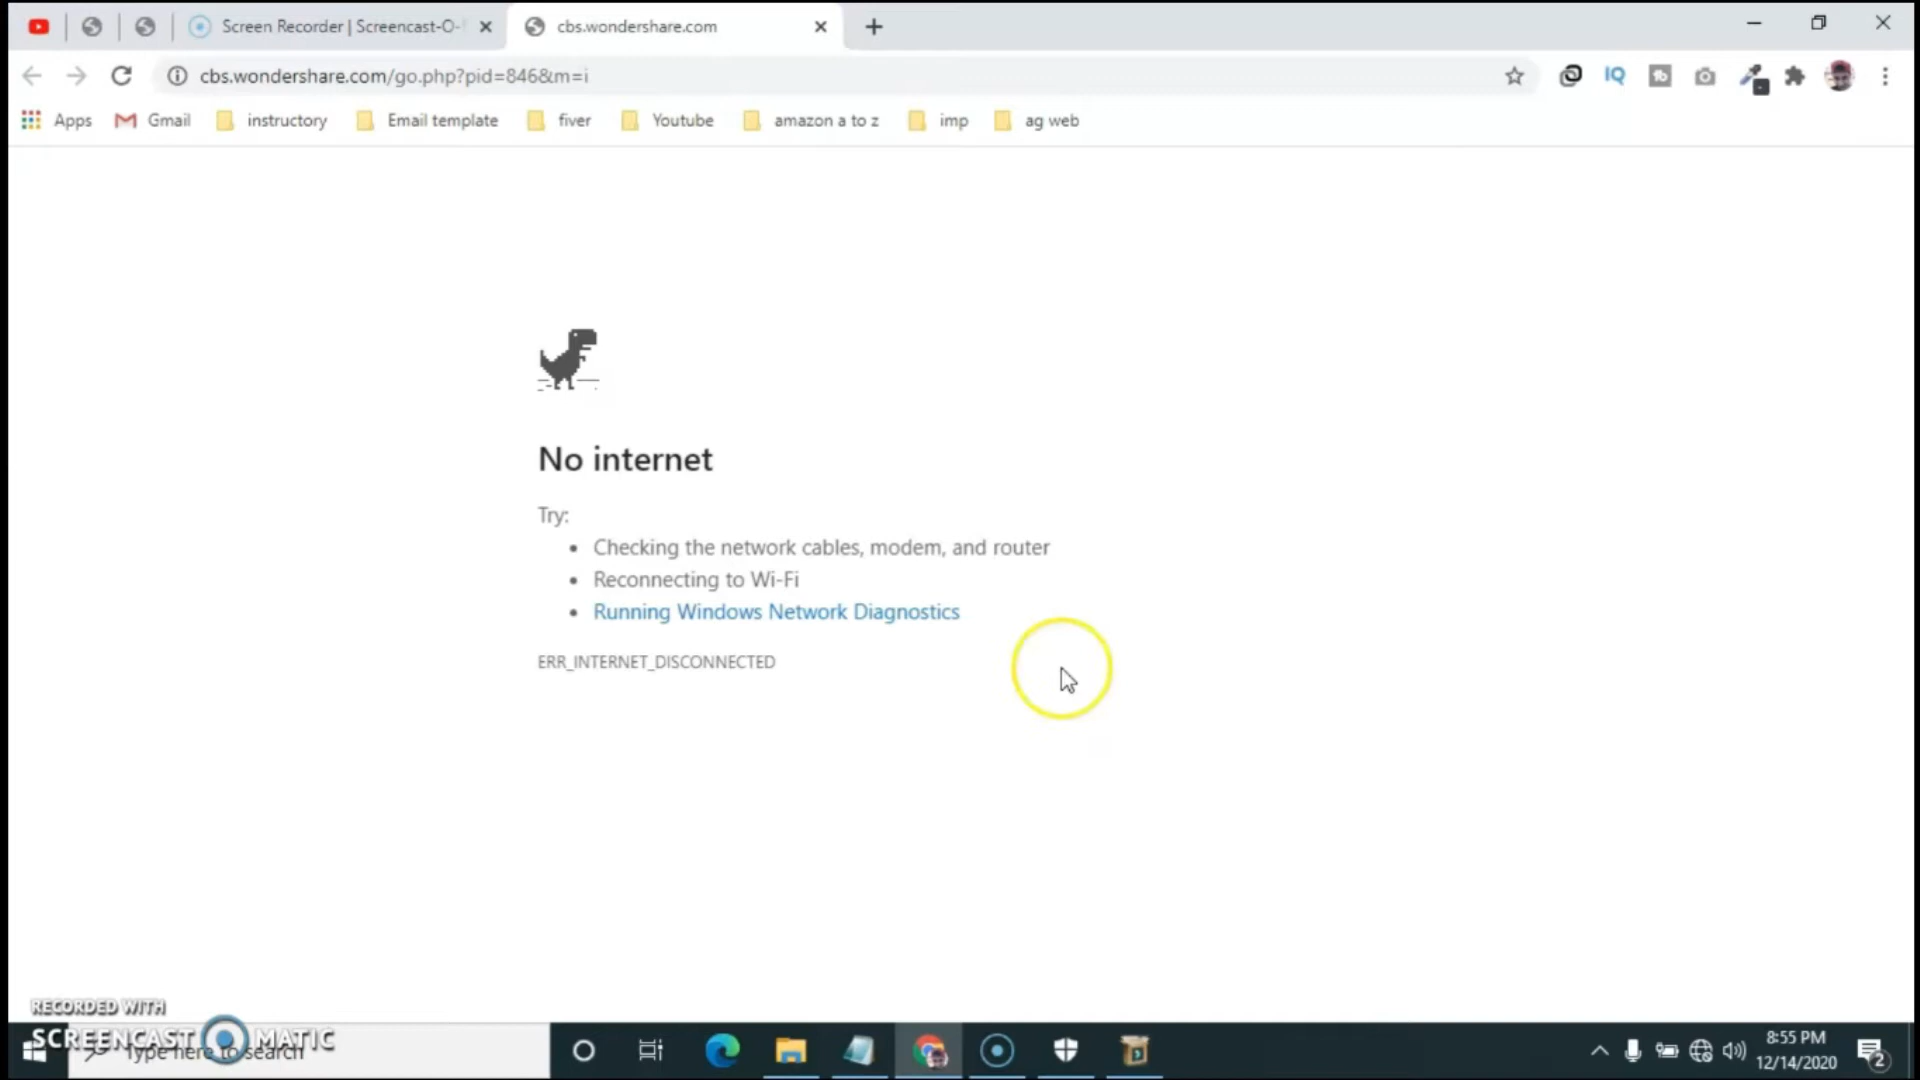 Screen Recorder | Screencast-O-
cbs.wondershare.com
cbs.wondershare.com/go.php?pid=846&m=i
IQ
Apps
Gmail
instructory
Email template
fiver
Youtube
amazon a to z
imp
ag web
No internet
Try:
Checking the network cables, modem, and router
Reconnecting to Wi-Fi
Running Windows Network Diagnostics
ERR_INTERNET_DISCONNECTED
RECORDED WITH
SCREENCAST MATIC
Type here to search
8:55 PM
12/14/2020
2